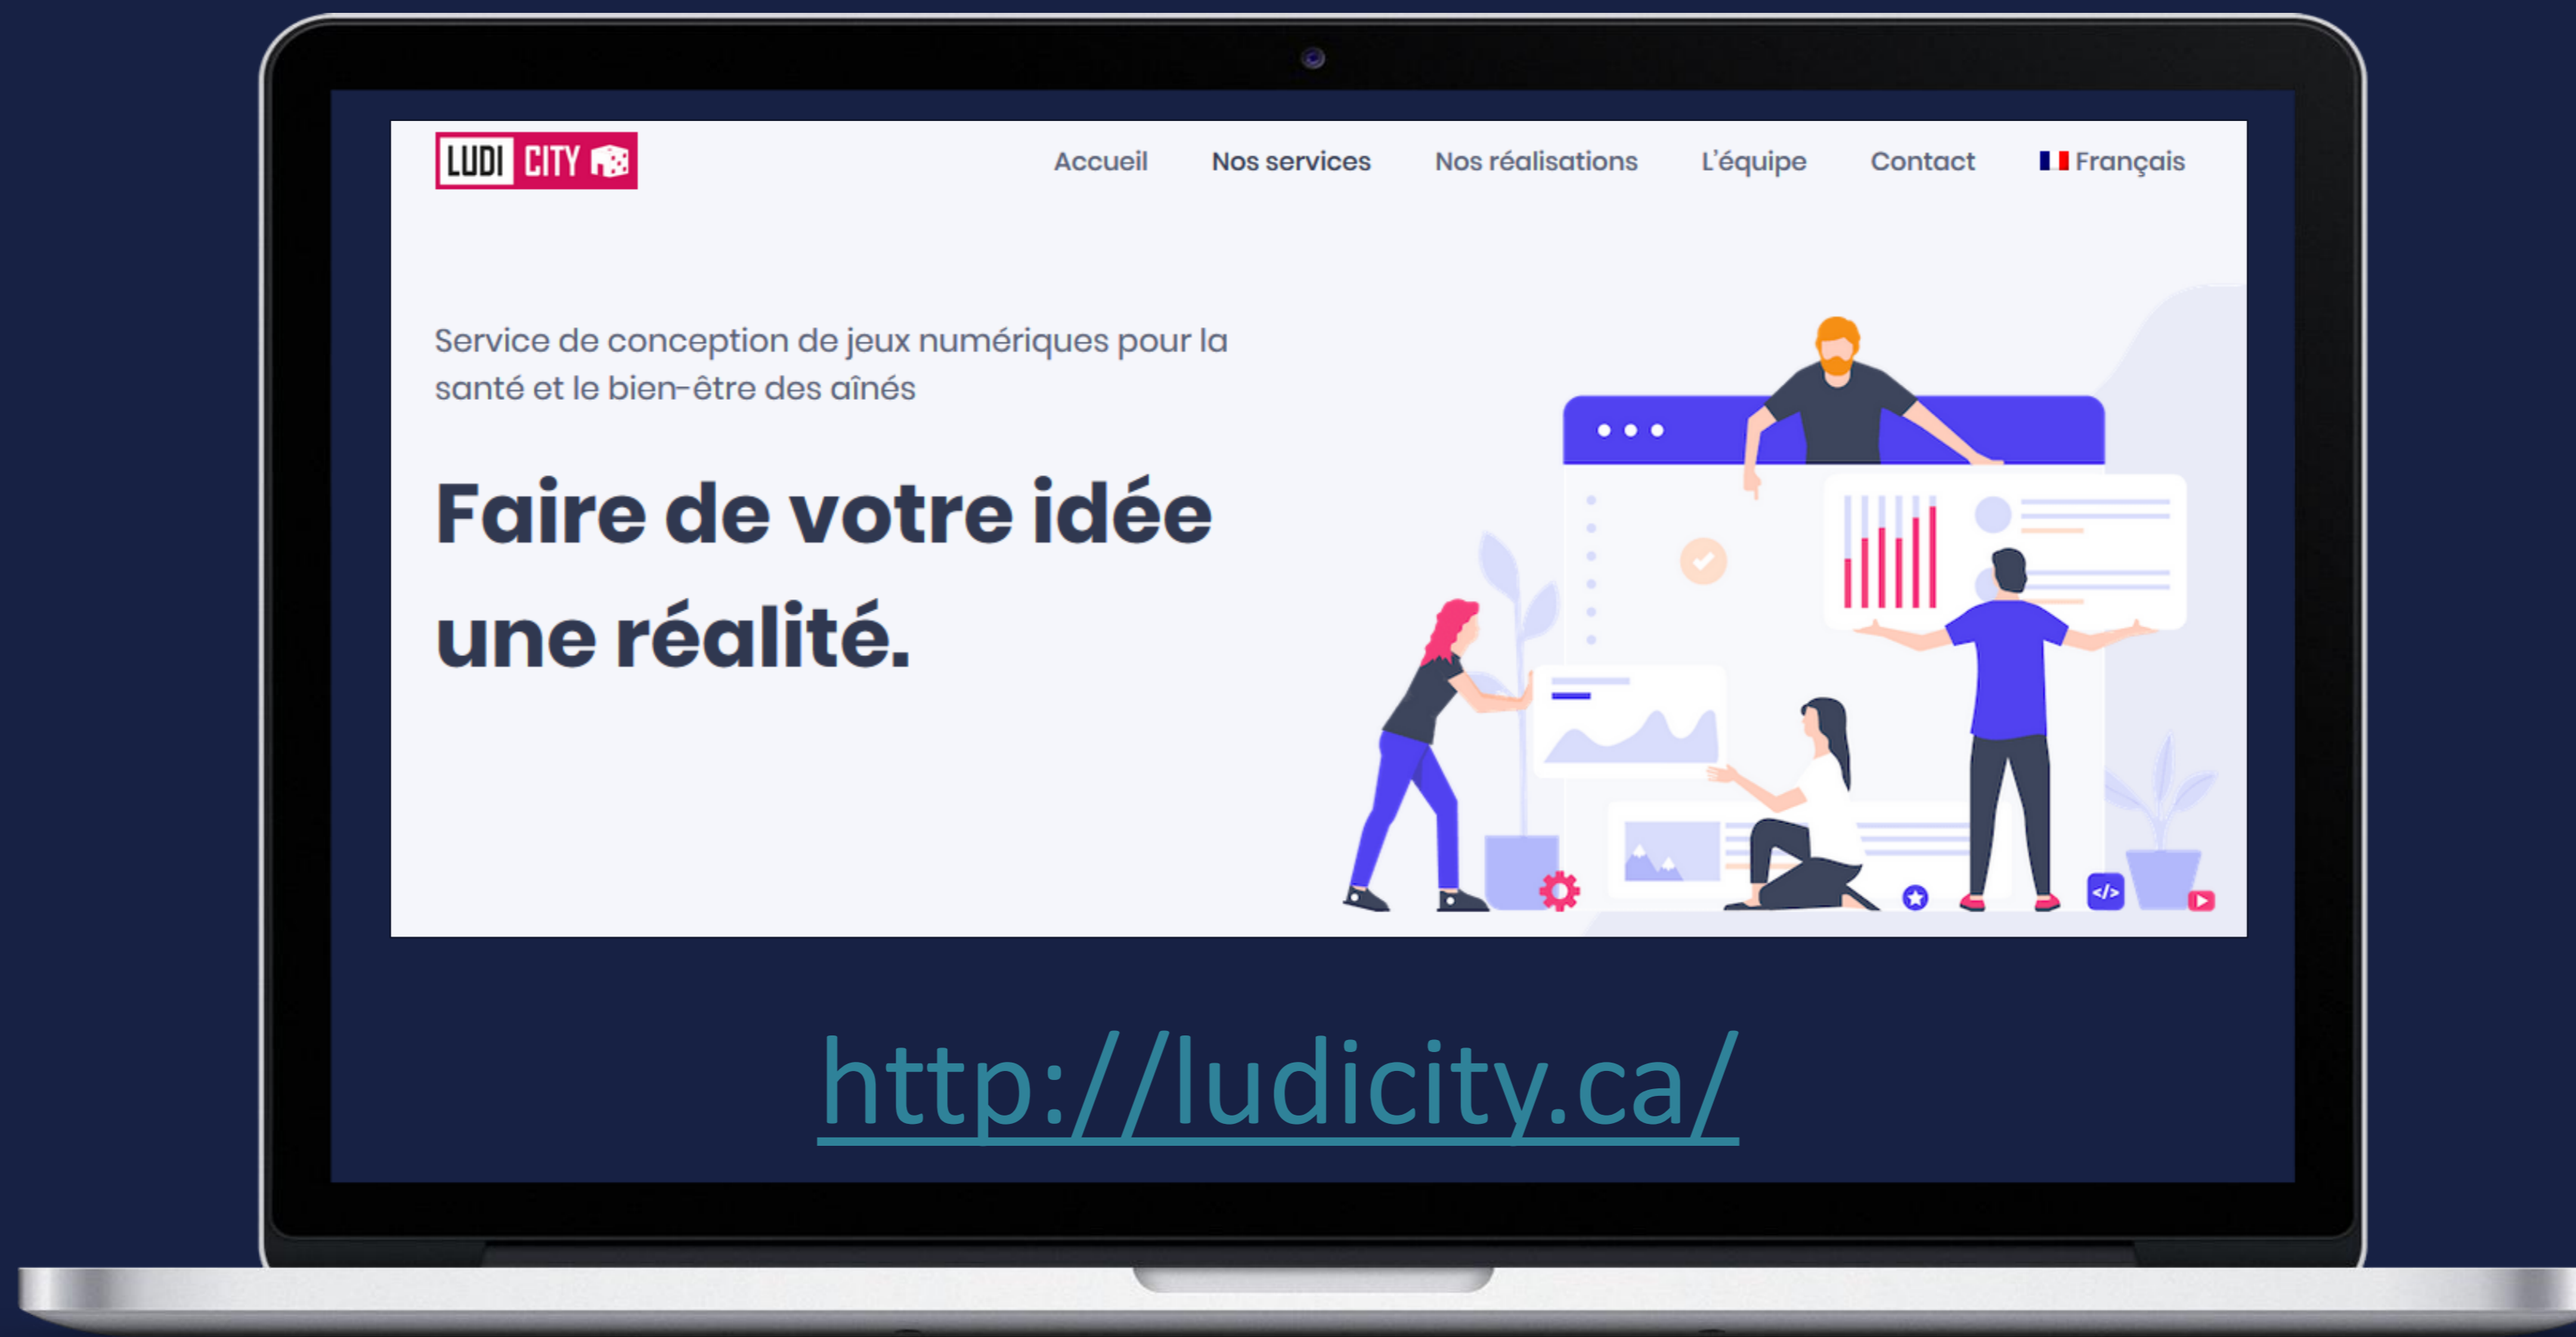 LUDI CITY
Accueil Nos services Nos réalisations L'équipe Contact Français
Service de conception de jeux numériques pour la
santé et le bien-être des aînés
Faire de votre idée
une réalité.
</>
http://ludicity.ca/